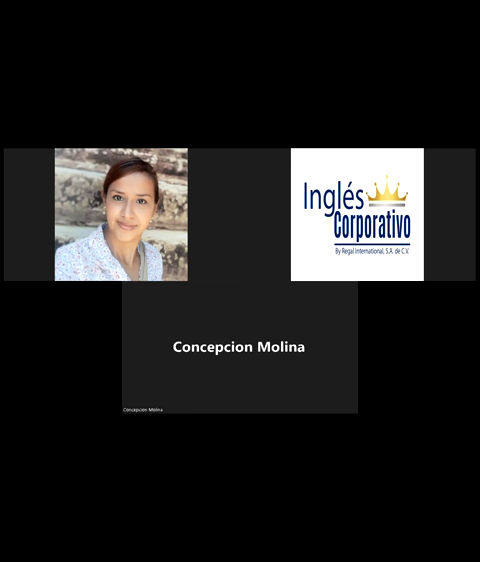 Inglés
Corporativo
By Regal International, S.A. de C.V.
Concepcion Molina
Concepcion Molina